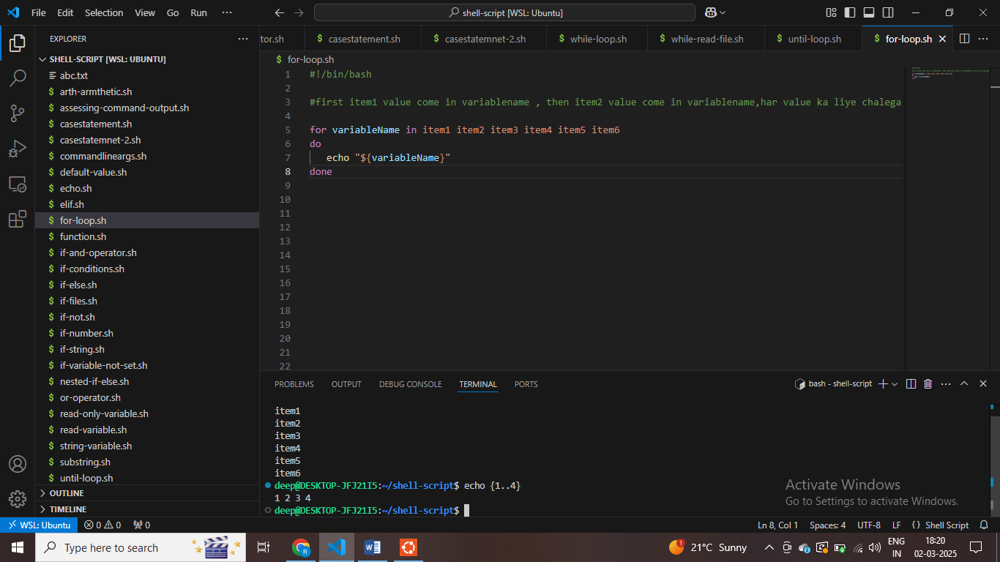 File Edit Selection View Go Run ··· shell-script [WSL: Ubuntu]
EXPLORER ···
SHELL-SCRIPT [WSL: UBUNTU]
abc.txt
$ arth-armthetic.sh
$ assessing-command-output.sh
$ casestatement.sh
$ casestatemnet-2.sh
$ commandlineargs.sh
$ default-value.sh
$ echo.sh
$ elif.sh
$ for-loop.sh
$ function.sh
$ if-and-operator.sh
$ if-conditions.sh
$ if-else.sh
$ if-files.sh
$ if-not.sh
$ if-number.sh
$ if-string.sh
$ if-variable-not-set.sh
$ nested-if-else.sh
$ or-operator.sh
$ read-only-variable.sh
$ read-variable.sh
$ string-variable.sh
$ substring.sh
$ until-loop.sh
OUTLINE
TIMELINE
tor.sh $ casestatement.sh $ casestatemnet-2.sh $ while-loop.sh $ while-read-file.sh $ until-loop.sh $ for-loop.sh ···
$ for-loop.sh
1 #!/bin/bash
2
3 #first item1 value come in variablename , then item2 value come in variablename,har value ka liye chalega
4
5 for variableName in item1 item2 item3 item4 item5 item6
6 do
7 echo "${variableName}"
8 done
9
10
11
12
13
14
15
16
17
18
19
20
21
22
PROBLEMS OUTPUT DEBUG CONSOLE TERMINAL PORTS bash - shell-script ···
item1
item2
item3
item4
item5
item6
deep@DESKTOP-JFJ21I5:~/shell-script$ echo {1..4}
1 2 3 4
deep@DESKTOP-JFJ21I5:~/shell-script$
Activate Windows
Go to Settings to activate Windows.
WSL: Ubuntu 0 0 0 Ln 8, Col 1 Spaces: 4 UTF-8 LF {} Shell Script
Type here to search 1 21°C Sunny ENG 18:20
IN 02-03-2025